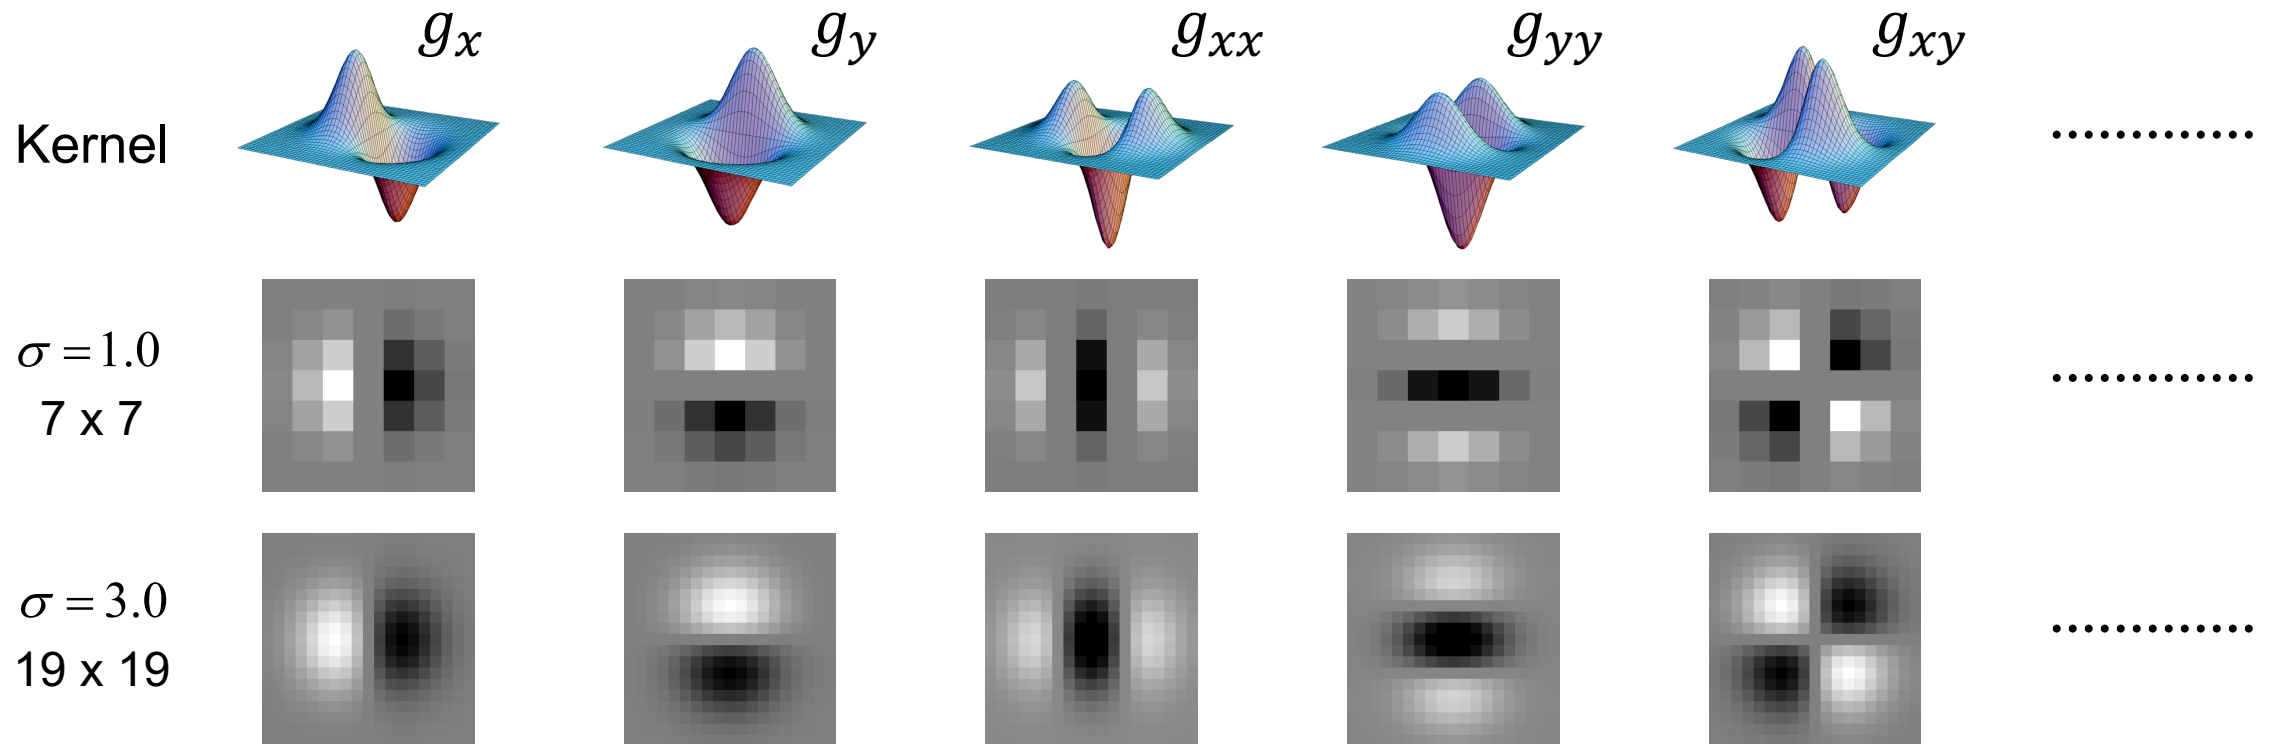 g_x g_y g_xx g_yy g_xy
Kernel .............
σ = 1.0
7 x 7 .............
σ = 3.0
19 x 19 .............